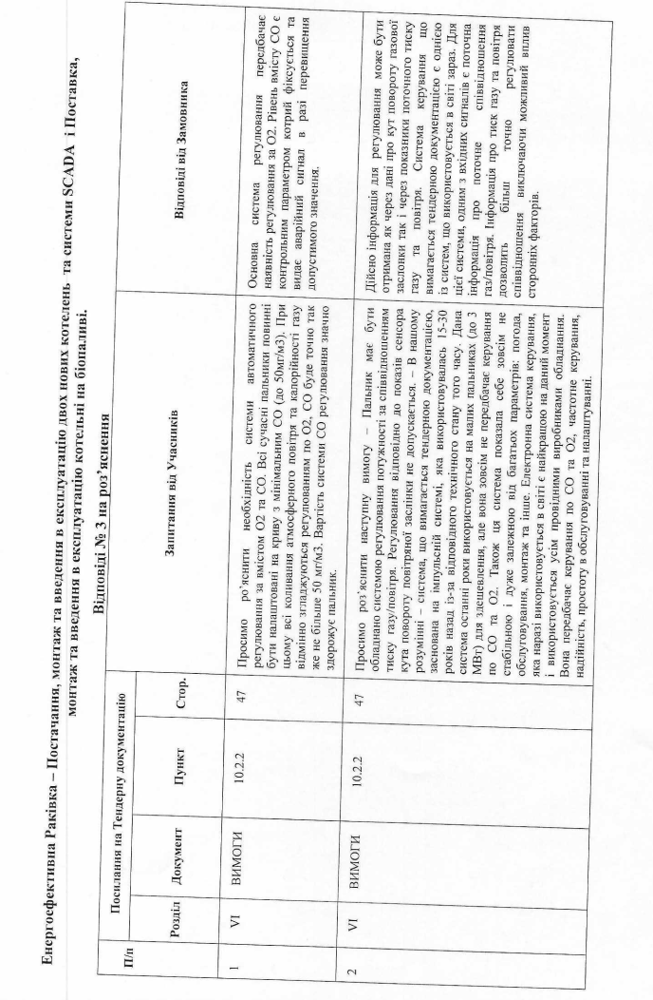 Енергоефективна Раківка – Постачання, монтаж та введення в експлуатацію двох нових котелень та системи SCADA і Поставка,
монтаж та введення в експлуатацію котельні на біопаливі.
Відповіді № 3 на роз’яснення
П/п
Посилання на Тендерну документацію
Розділ
Документ
Пункт
Стор.
Запитання від Учасників
Відповіді від Замовника
1
VI
ВИМОГИ
10.2.2
47
Просимо ро’яснити необхідність системи автоматичного
регулювання за вмістом О2 та СО. Всі сучасні пальники повинні
бути налаштовані на криву з мінімальним СО (до 50мг/м3). При
цьому всі коливання атмосферного повітря та калорійності газу
відмінно згладжуються регулюванням по О2, СО буде точно так
же не більше 50 мг/м3. Вартість системи СО регулювання значно
здорожує пальник.
Основна система регулювання передбачає
наявність регулювання за О2. Рівень вмісту СО є
контрольним параметром котрий фіксується та
видає аварійний сигнал в разі перевищення
допустимого значення.
2
VI
ВИМОГИ
10.2.2
47
Просимо роз’яснити наступну вимогу – Пальник має бути
обладнано системою регулювання потужності за співвідношенням
тиску газу/повітря. Регулювання відповідно до показів сенсора
кута повороту повітряної заслінки не допускається. – В нашому
розумінні – система, що вимагається тендерною документацією,
заснована на імпульсній системі, яка використовувалась 15-30
років назад із-за відповідного технічного стану того часу. Дана
система останні роки використовується на малих пальниках (до 3
МВт) для здешевлення, але вона зовсім не передбачає керування
по СО та О2. Також ця система показала себе зовсім не
стабільною і дуже залежною від багатьох параметрів: погода,
обслуговування, монтаж та інше. Електронна система керування,
яка наразі використовується в світі є найкращою на даний момент
і використовується усім провідними виробниками обладнання.
Вона передбачає керування по СО та О2, частотне керування,
надійність, простоту в обслуговуванні та налаштуванні.
Дійсно інформація для регулювання може бути
отримана як через дані про кут повороту газової
заслонки так і через показники поточного тиску
газу та повітря. Система керування що
вимагається тендерною документацією є однією
із систем, що використовується в світі зараз. Для
цієї системи, одним з вхідних сигналів є поточна
інформація про поточне співвідношення
газ/повітря. Інформація про тиск газу та повітря
дозволить більш точно регулювати
співвідношення виключаючи можливий вплив
сторонніх факторів.